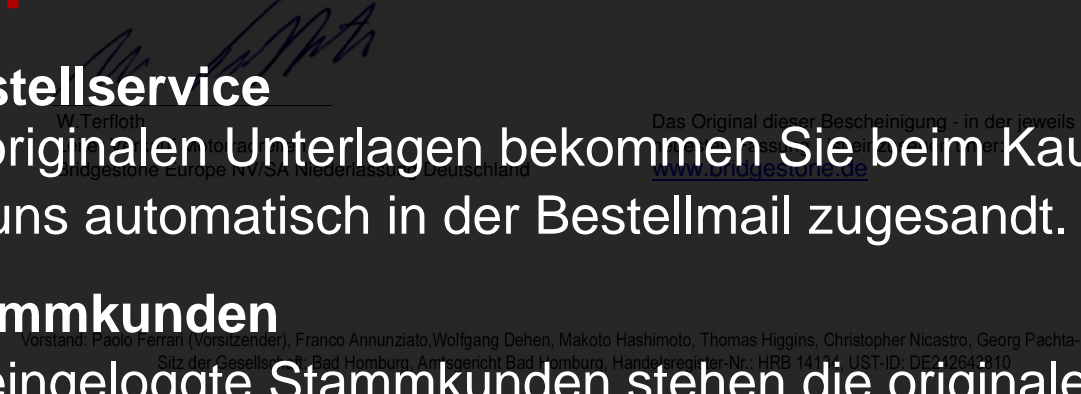 stellservice
W.Terfloth
Das Original dieser Bescheinigung - in der jeweils
originalen Unterlagen bekommen Sie beim Kau
Bridgestone Europe NV/SA Niederlassung Deutschland
www.bridgestone.de
uns automatisch in der Bestellmail zugesandt.
mmkunden
Vorstand: Paolo Ferrari (Vorsitzender), Franco Annunziato,Wolfgang Dehen, Makoto Hashimoto, Thomas Higgins, Christopher Nicastro, Georg Pachta-
Sitz der Gesellschaft: Bad Homburg, Amtsgericht Bad Homburg, Handelsregister-Nr.: HRB 14134, UST-ID: DE242643810
eingeloggte Stammkunden stehen die originale